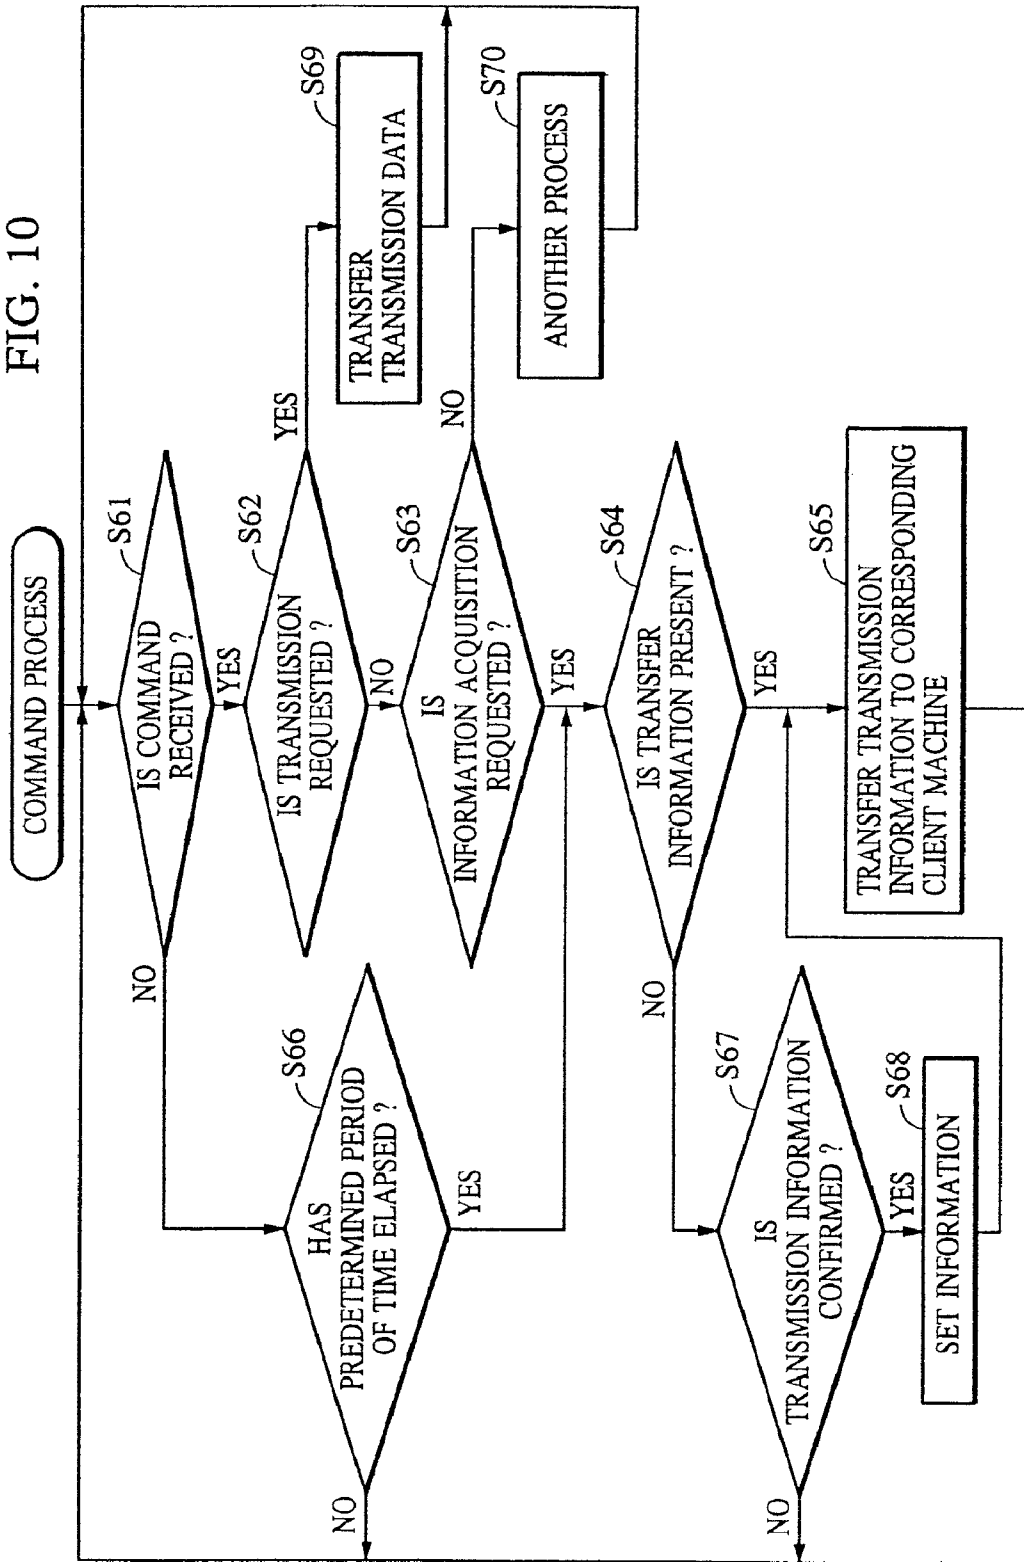 FIG. 10
COMMAND PROCESS
S61
IS COMMAND
RECEIVED ?
NO
YES
S62
IS TRANSMISSION
REQUESTED ?
YES
NO
S69
TRANSFER
TRANSMISSION DATA
S66
HAS
PREDETERMINED PERIOD
OF TIME ELAPSED ?
NO
YES
S63
IS
INFORMATION ACQUISITION
REQUESTED ?
NO
YES
S70
ANOTHER PROCESS
S64
IS TRANSFER
INFORMATION PRESENT ?
NO
YES
S67
IS
TRANSMISSION INFORMATION
CONFIRMED ?
NO
YES
S65
TRANSFER TRANSMISSION
INFORMATION TO CORRESPONDING
CLIENT MACHINE
S68
SET INFORMATION